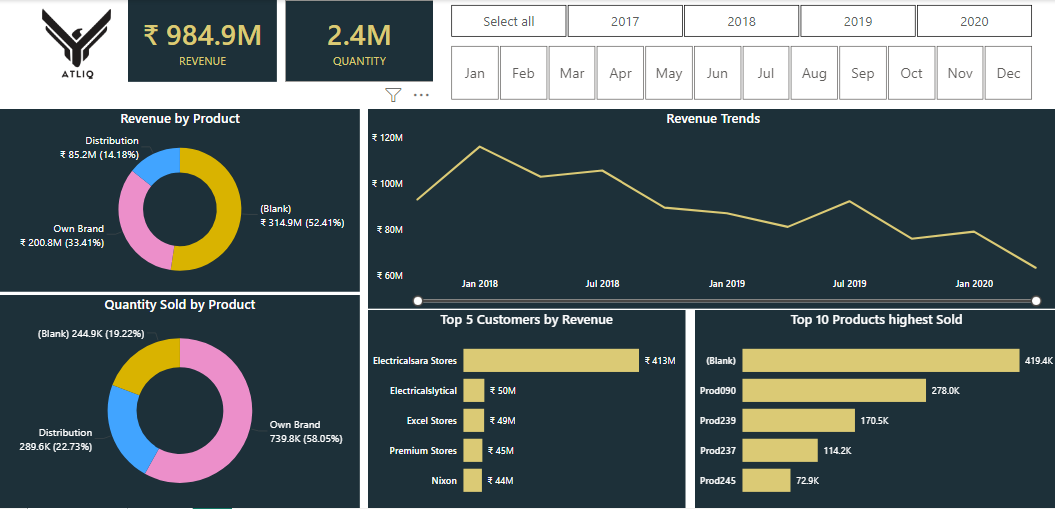 ATLIQ
₹ 984.9M
REVENUE
2.4M
QUANTITY
Select all
2017
2018
2019
2020
Jan
Feb
Mar
Apr
May
Jun
Jul
Aug
Sep
Oct
Nov
Dec
Revenue by Product
Distribution
₹ 85.2M (14.18%)
(Blank)
₹ 314.9M (52.41%)
Own Brand
₹ 200.8M (33.41%)
Revenue Trends
₹ 120M
₹ 100M
₹ 80M
₹ 60M
Jan 2018
Jul 2018
Jan 2019
Jul 2019
Jan 2020
Quantity Sold by Product
(Blank) 244.9K (19.22%)
Distribution
289.6K (22.73%)
Own Brand
739.8K (58.05%)
Top 5 Customers by Revenue
Electricalsara Stores ₹ 413M
Electricalslytical ₹ 50M
Excel Stores ₹ 49M
Premium Stores ₹ 45M
Nixon ₹ 44M
Top 10 Products highest Sold
(Blank) 419.4K
Prod090 278.0K
Prod239 170.5K
Prod237 114.2K
Prod245 72.9K